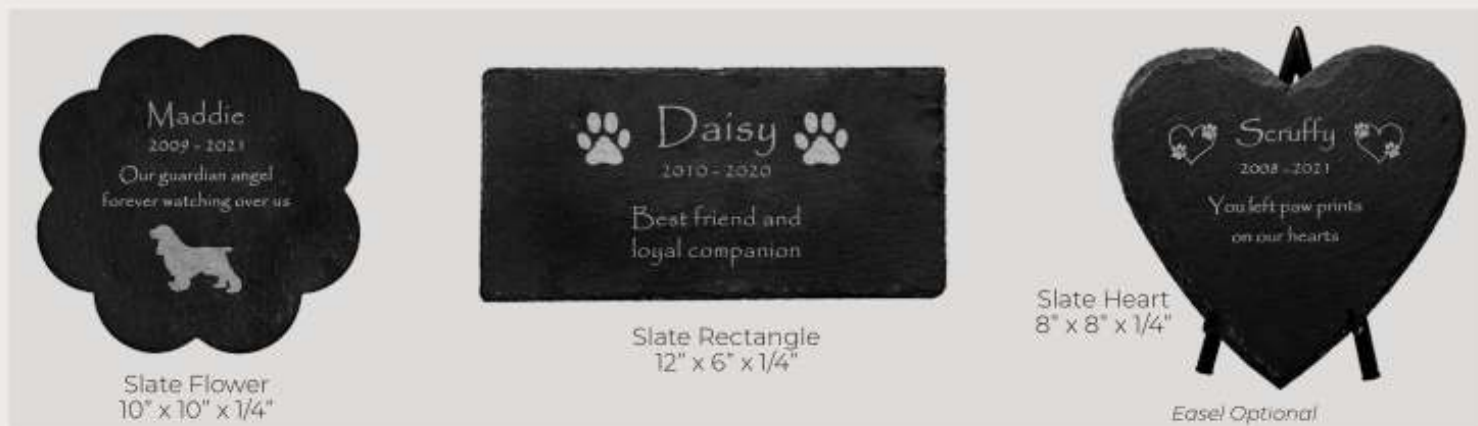 Maddie
2009 - 2021
Our guardian angel
forever watching over us
Slate Flower
10" x 10" x 1/4"
Daisy
2010 - 2020
Best friend and
loyal companion
Slate Rectangle
12" x 6" x 1/4"
Scruffy
2008 - 2021
You left paw prints
on our hearts
Slate Heart
8" x 8" x 1/4"
Easel Optional